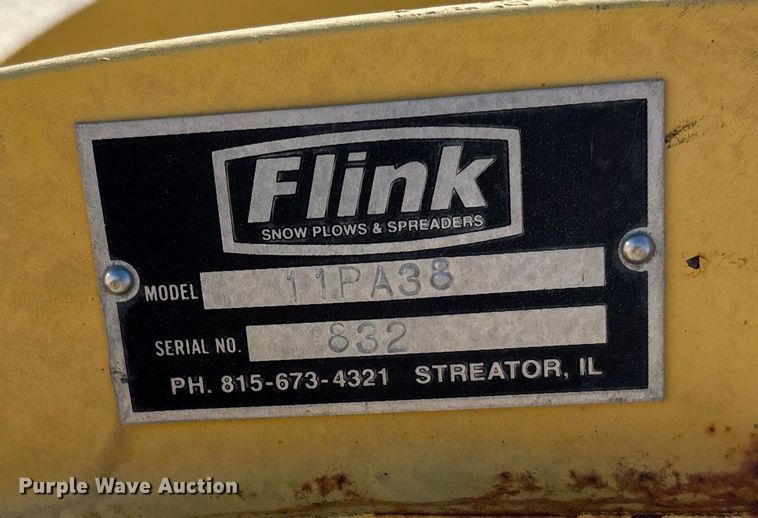 Flink
SNOW PLOWS & SPREADERS
MODEL 11PA38
SERIAL NO. 832
PH. 815-673-4321 STREATOR, IL
Purple Wave Auction